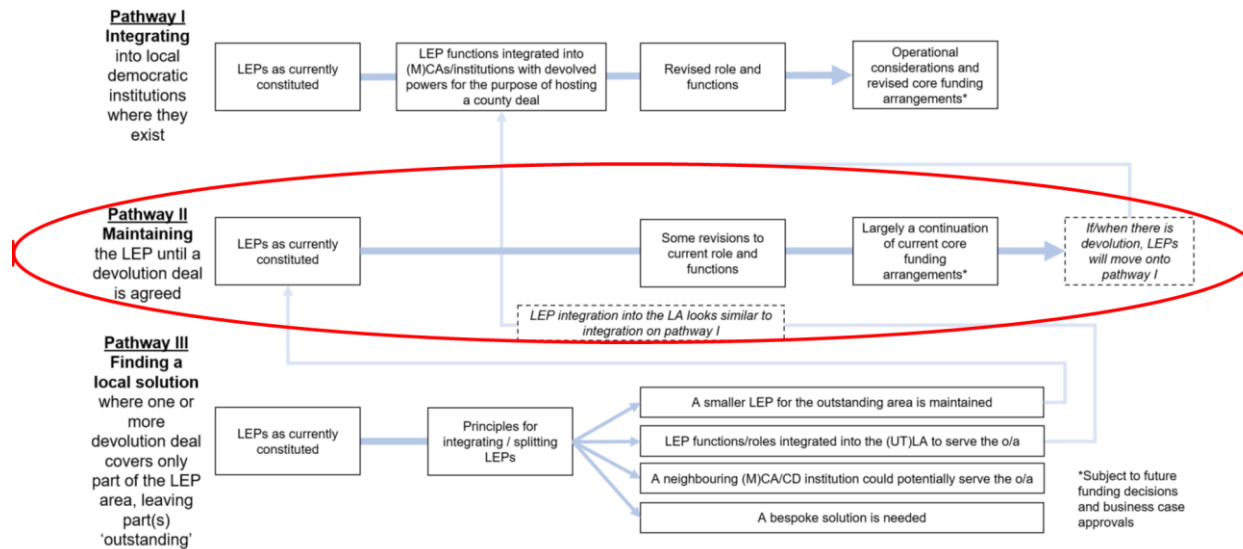 Pathway I
Integrating
into local
democratic
institutions
where they
exist
LEPs as currently
constituted
LEP functions integrated into
(M)CAs/institutions with devolved
powers for the purpose of hosting
a county deal
Revised role and
functions
Operational
considerations and
revised core funding
arrangements*
Pathway II
Maintaining
the LEP until a
devolution deal
is agreed
LEPs as currently
constituted
Some revisions to
current role and
functions
Largely a continuation
of current core
funding
arrangements*
If/when there is
devolution, LEPs
will move onto
pathway I
LEP integration into the LA looks similar to
integration on pathway I
Pathway III
Finding a
local solution
where one or
more
devolution deal
covers only
part of the LEP
area, leaving
part(s)
‘outstanding’
LEPs as currently
constituted
Principles for
integrating / splitting
LEPs
A smaller LEP for the outstanding area is maintained
LEP functions/roles integrated into the (UT)LA to serve the o/a
A neighbouring (M)CA/CD institution could potentially serve the o/a
A bespoke solution is needed
*Subject to future
funding decisions
and business case
approvals